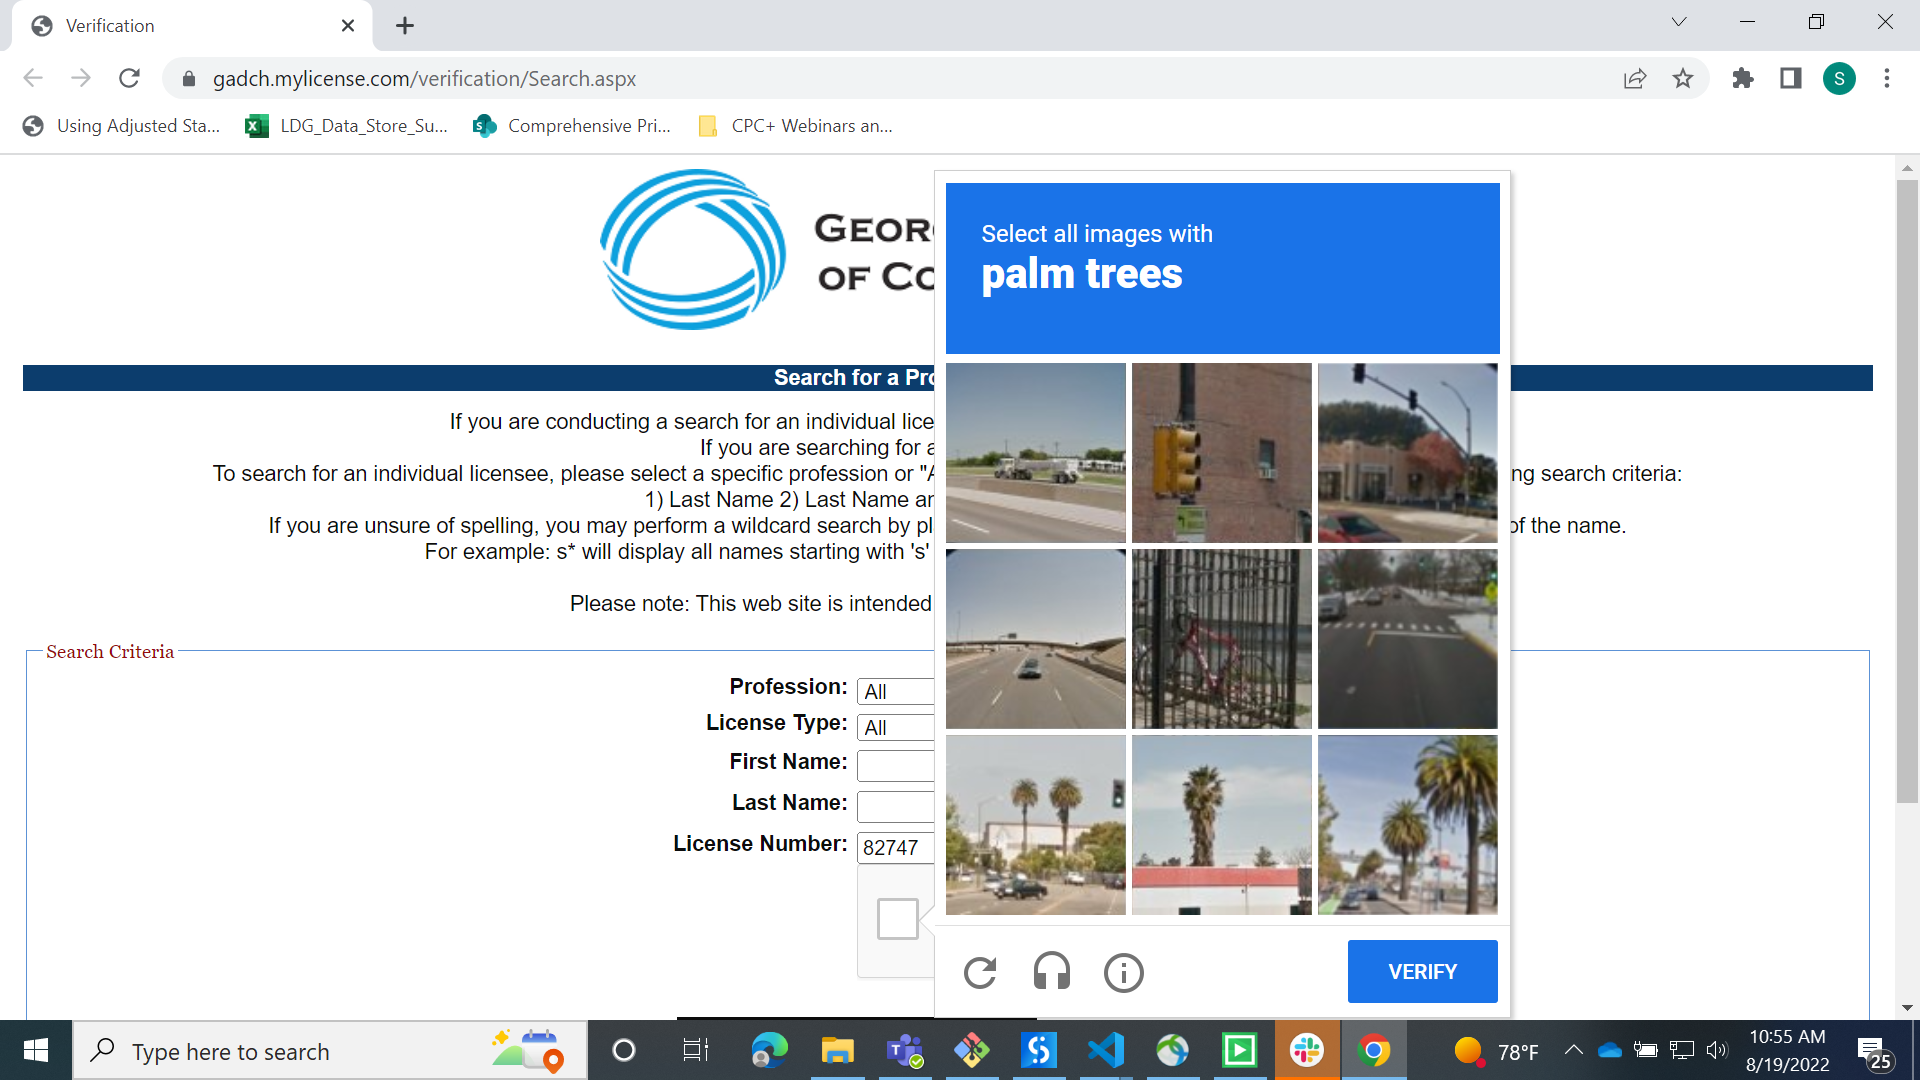 Verification
gadch.mylicense.com/verification/Search.aspx
S
Using Adjusted Sta...
LDG_Data_Store_Su...
Comprehensive Pri...
CPC+ Webinars an...
GEOR
OF CO
Search for a Pro
If you are conducting a search for an individual lice
If you are searching for a
To search for an individual licensee, please select a specific profession or "A
ng search criteria:
1) Last Name 2) Last Name an
If you are unsure of spelling, you may perform a wildcard search by pl
of the name.
For example: s* will display all names starting with 's'
Please note: This web site is intended
Search Criteria
Profession:
All
License Type:
All
First Name:
Last Name:
License Number:
82747
Select all images with
palm trees
VERIFY
Type here to search
78°F
10:55 AM
8/19/2022
25